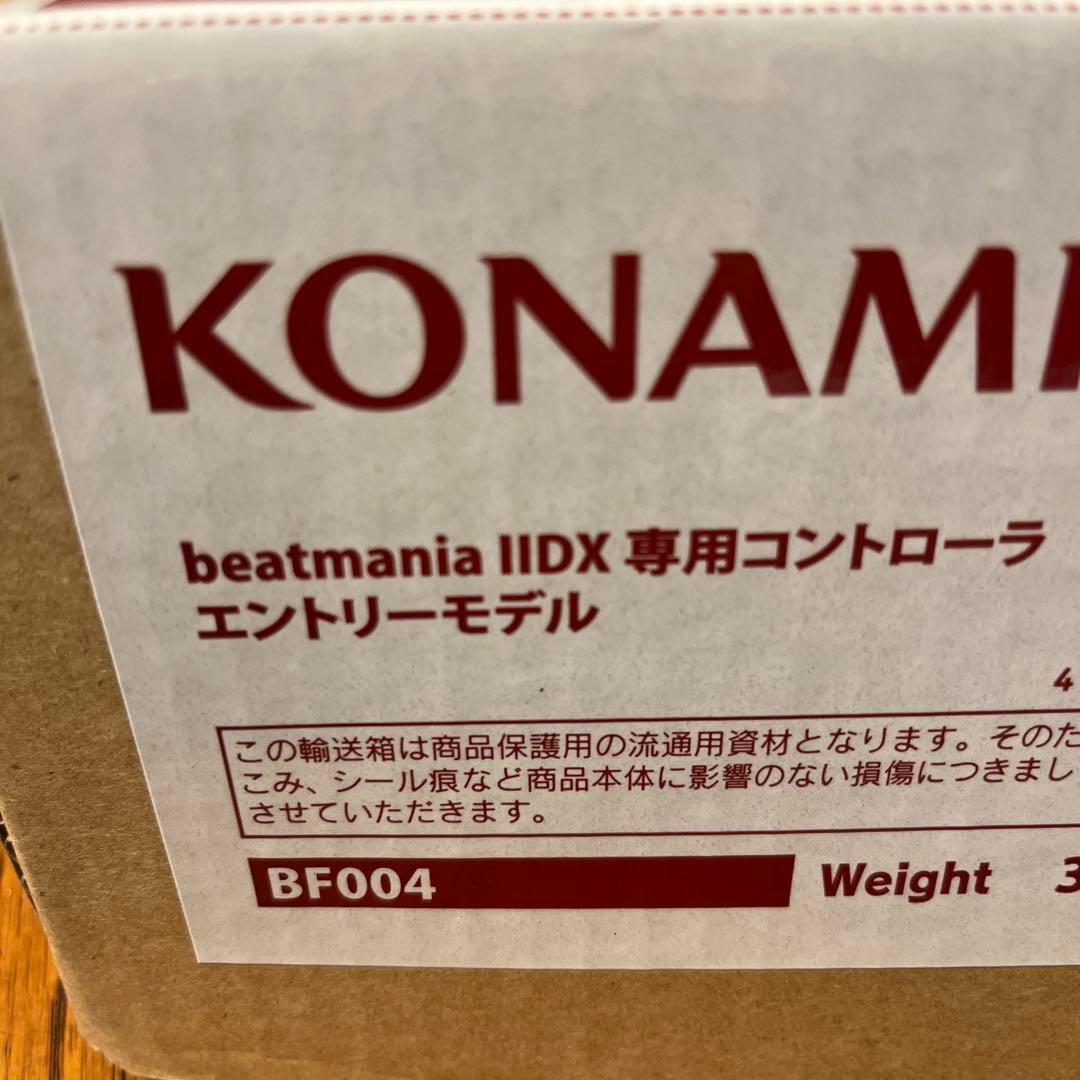 KONAMI
beatmania IIDX 専用コントローラ
エントリーモデル
4
この輸送箱は商品保護用の流通用資材となります。そのた
こみ、シール痕など商品本体に影響のない損傷につきまし
させていただきます。
BF004 Weight 3